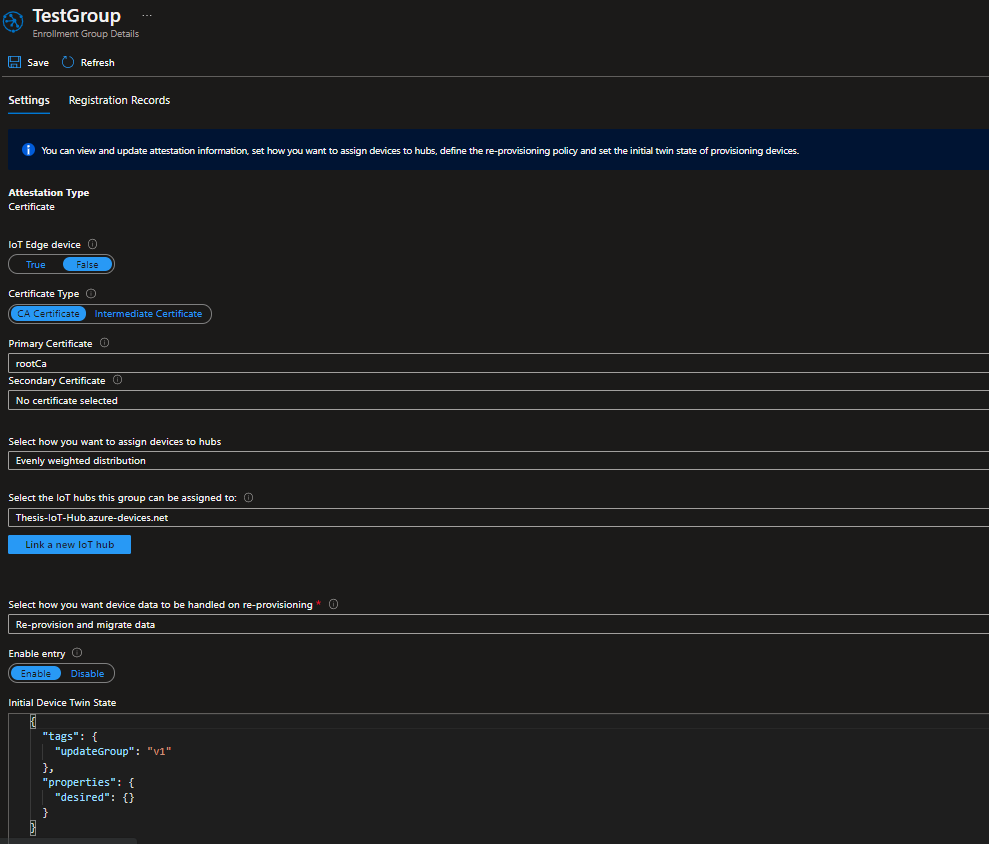 TestGroup ...
Enrollment Group Details
Save Refresh
Settings Registration Records
You can view and update attestation information, set how you want to assign devices to hubs, define the re-provisioning policy and set the initial twin state of provisioning devices.
Attestation Type
Certificate
IoT Edge device
True False
Certificate Type
CA Certificate Intermediate Certificate
Primary Certificate
rootCa
Secondary Certificate
No certificate selected
Select how you want to assign devices to hubs
Evenly weighted distribution
Select the IoT hubs this group can be assigned to:
Thesis-IoT-Hub.azure-devices.net
Link a new IoT hub
Select how you want device data to be handled on re-provisioning *
Re-provision and migrate data
Enable entry
Enable Disable
Initial Device Twin State
{
"tags": {
"updateGroup": "v1"
},
"properties": {
"desired": {}
}
}